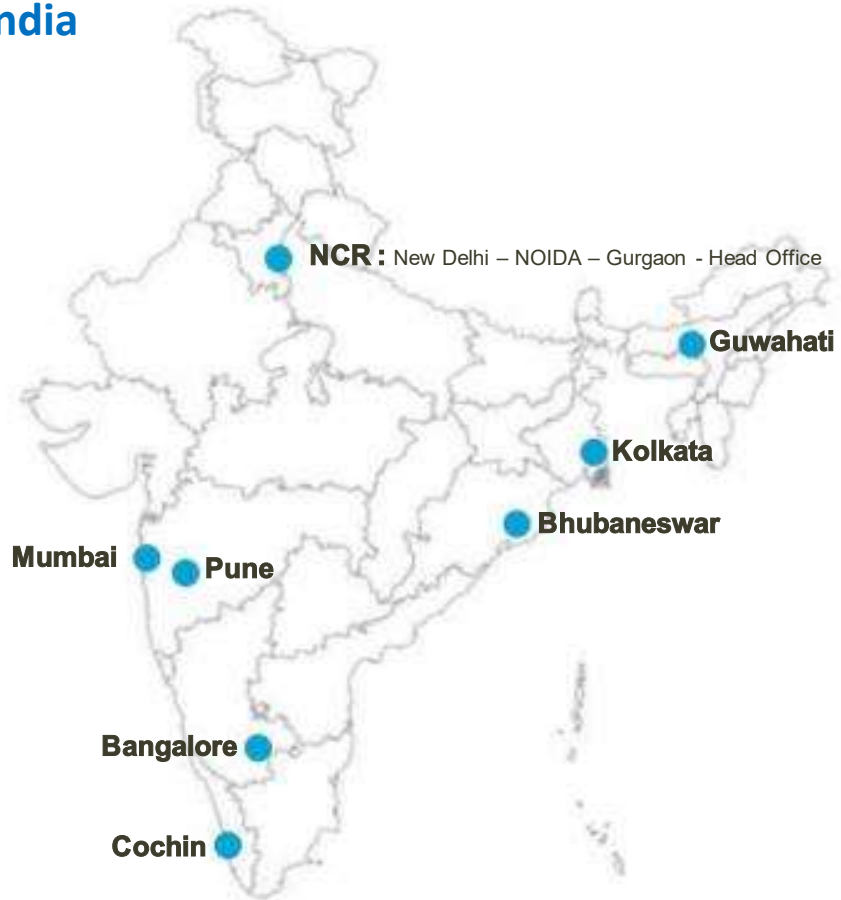 ndia
NCR : New Delhi – NOIDA – Gurgaon - Head Office
Guwahati
Kolkata
Bhubaneswar
Mumbai
Pune
Bangalore
Cochin